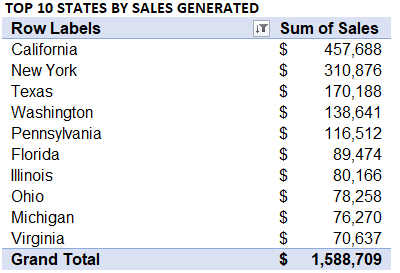 TOP 10 STATES BY SALES GENERATED
Row Labels Sum of Sales
California $ 457,688
New York $ 310,876
Texas $ 170,188
Washington $ 138,641
Pennsylvania $ 116,512
Florida $ 89,474
Illinois $ 80,166
Ohio $ 78,258
Michigan $ 76,270
Virginia $ 70,637
Grand Total $ 1,588,709